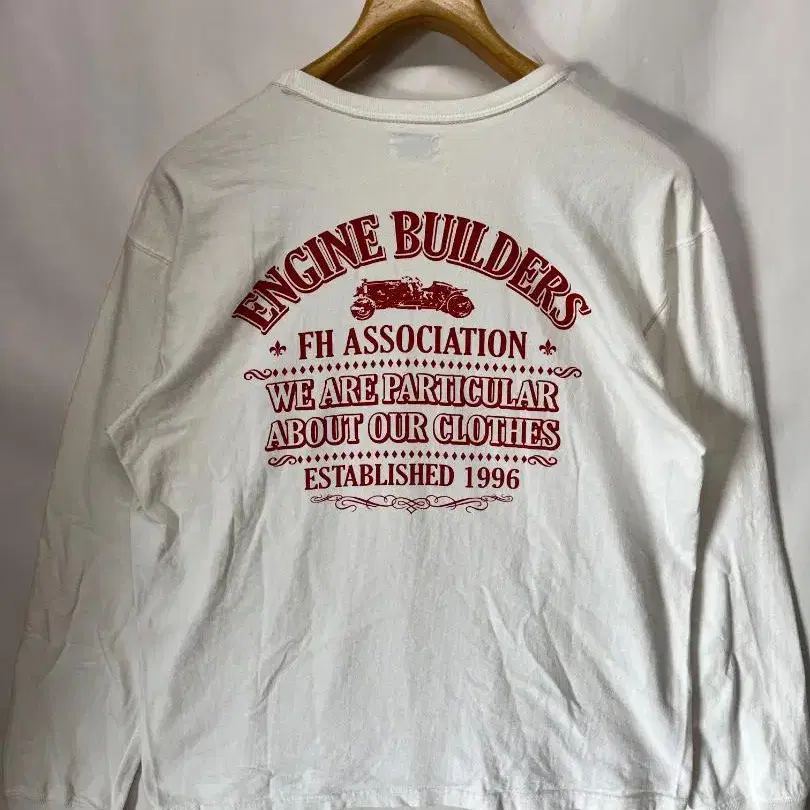 ENGINE BUILDERS
FH ASSOCIATION
WE ARE PARTICULAR
ABOUT OUR CLOTHES
ESTABLISHED 1996